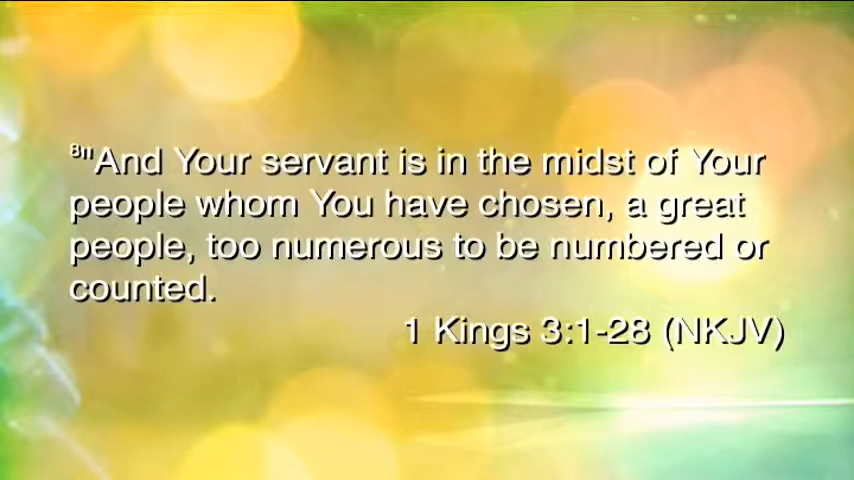 ⁸"And Your servant is in the midst of Your
people whom You have chosen, a great
people, too numerous to be numbered or
counted.
1 Kings 3:1-28 (NKJV)